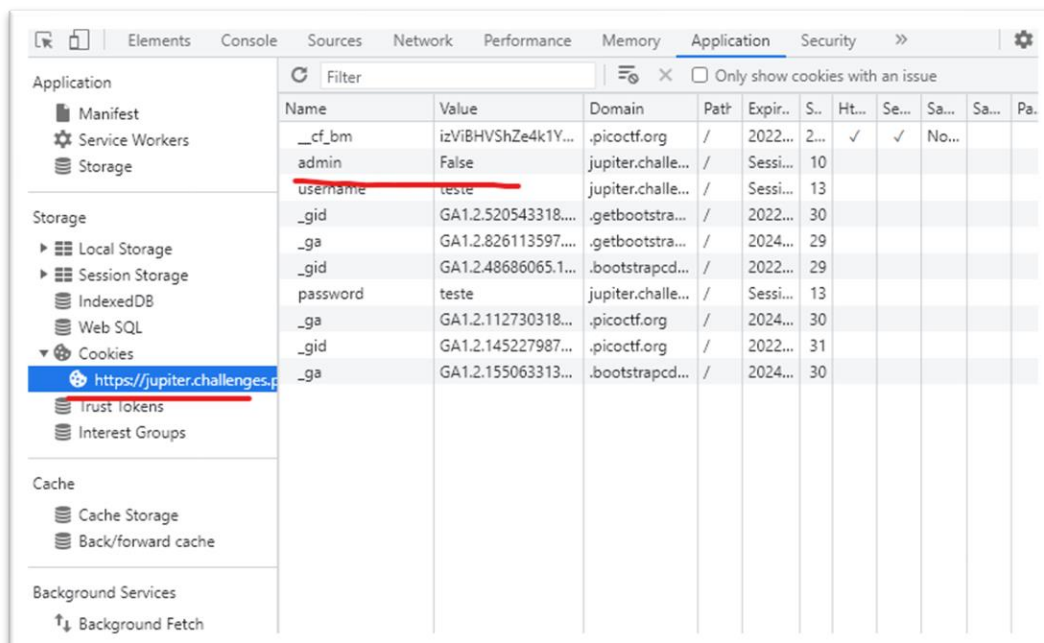 Elements Console Sources Network Performance Memory Application Security »
Application
Manifest
Service Workers
Storage
Storage
Local Storage
Session Storage
IndexedDB
Web SQL
Cookies
https://jupiter.challenges.p
Trust Tokens
Interest Groups
Cache
Cache Storage
Back/forward cache
Background Services
Background Fetch
Filter Only show cookies with an issue
Name Value Domain Path Expir.. S.. Ht... Se... Sa... Sa... Pa.
__cf_bm izViBHVShZe4k1Y... .picoctf.org / 2022... 2... ✓ ✓ No...
admin False jupiter.challe... / Sessi... 10
username teste jupiter.challe... / Sessi... 13
_gid GA1.2.520543318.... .getbootstra... / 2022... 30
_ga GA1.2.826113597.... .getbootstra... / 2024... 29
_gid GA1.2.48686065.1... .bootstrapcd... / 2022... 29
password teste jupiter.challe... / Sessi... 13
_ga GA1.2.112730318... .picoctf.org / 2024... 30
_gid GA1.2.145227987... .picoctf.org / 2022... 31
_ga GA1.2.155063313... .bootstrapcd... / 2024... 30